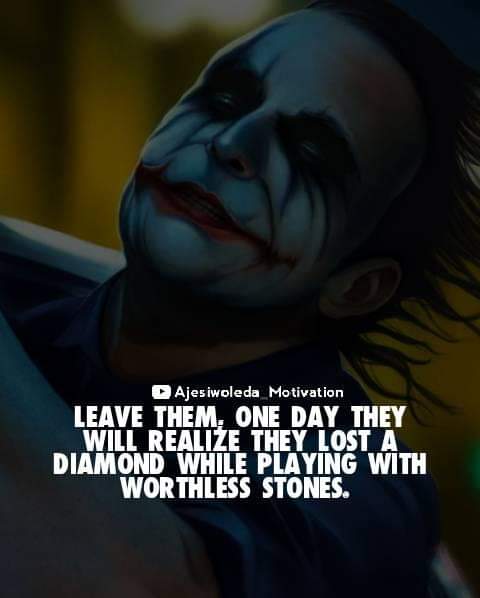 Ajesiwoleda_Motivation
LEAVE THEM, ONE DAY THEY
WILL REALIZE THEY LOST A
DIAMOND WHILE PLAYING WITH
WORTHLESS STONES.